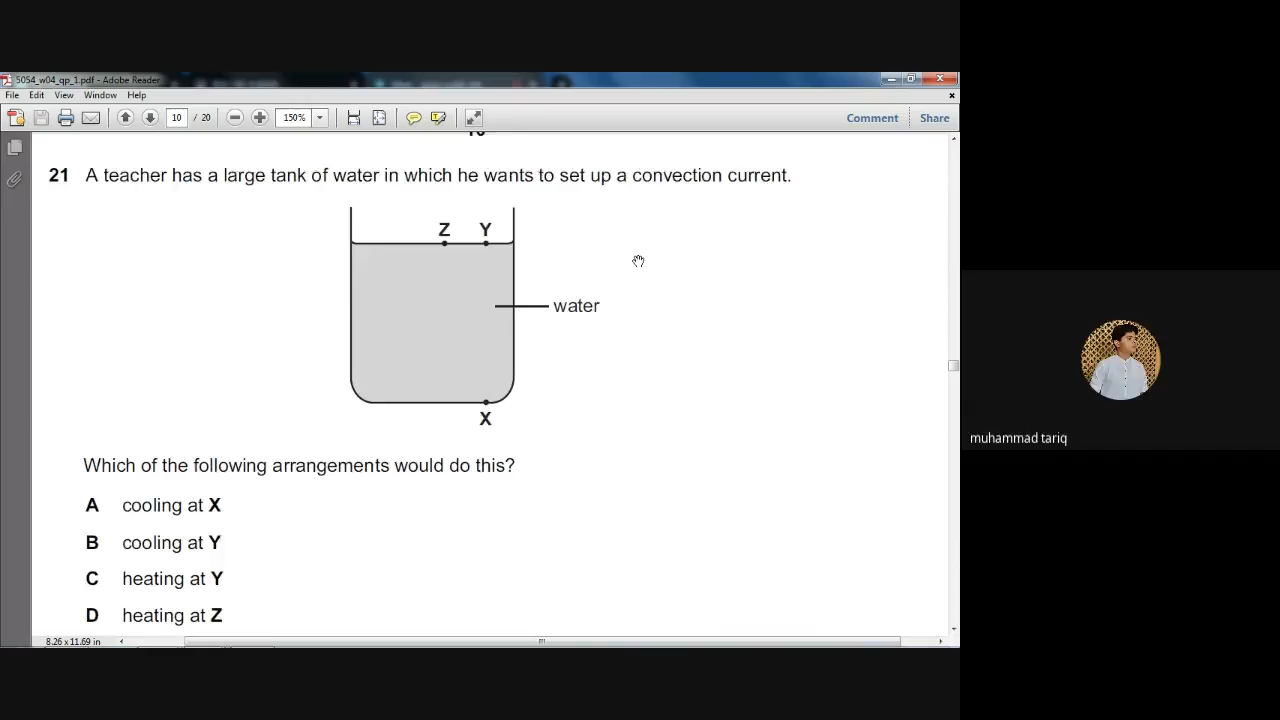 5054_w04_qp_1.pdf - Adobe Reader
File Edit View Window Help
10 / 20 150% Comment Share
21 A teacher has a large tank of water in which he wants to set up a convection current.
Z Y
water
X
muhammad tariq
Which of the following arrangements would do this?
A cooling at X
B cooling at Y
C heating at Y
D heating at Z
8.26 x 11.69 in